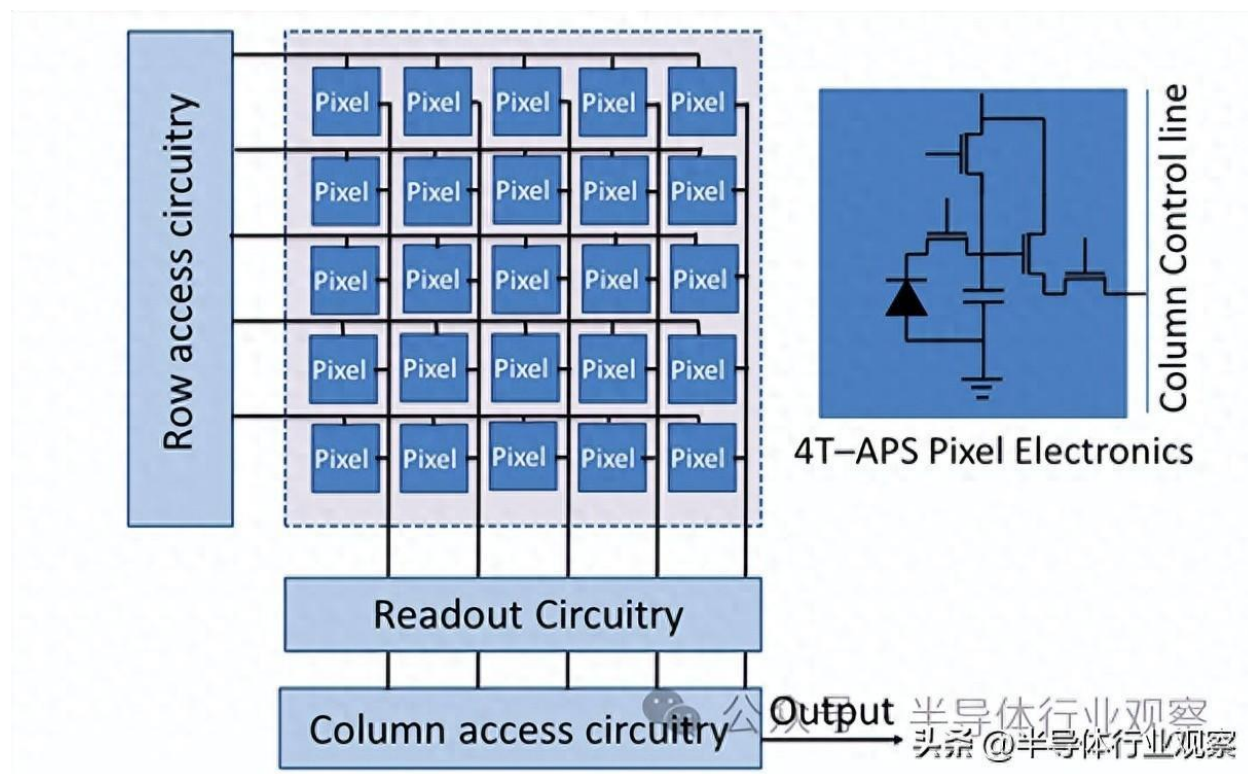 Row access circuitry
Pixel Pixel Pixel Pixel Pixel
Pixel Pixel Pixel Pixel Pixel
Pixel Pixel Pixel Pixel Pixel
Pixel Pixel Pixel Pixel Pixel
Pixel Pixel Pixel Pixel Pixel
Column Control line
4T–APS Pixel Electronics
Readout Circuitry
Column access circuitry
Output
公众号 半导体行业观察
头条 @半导体行业观察